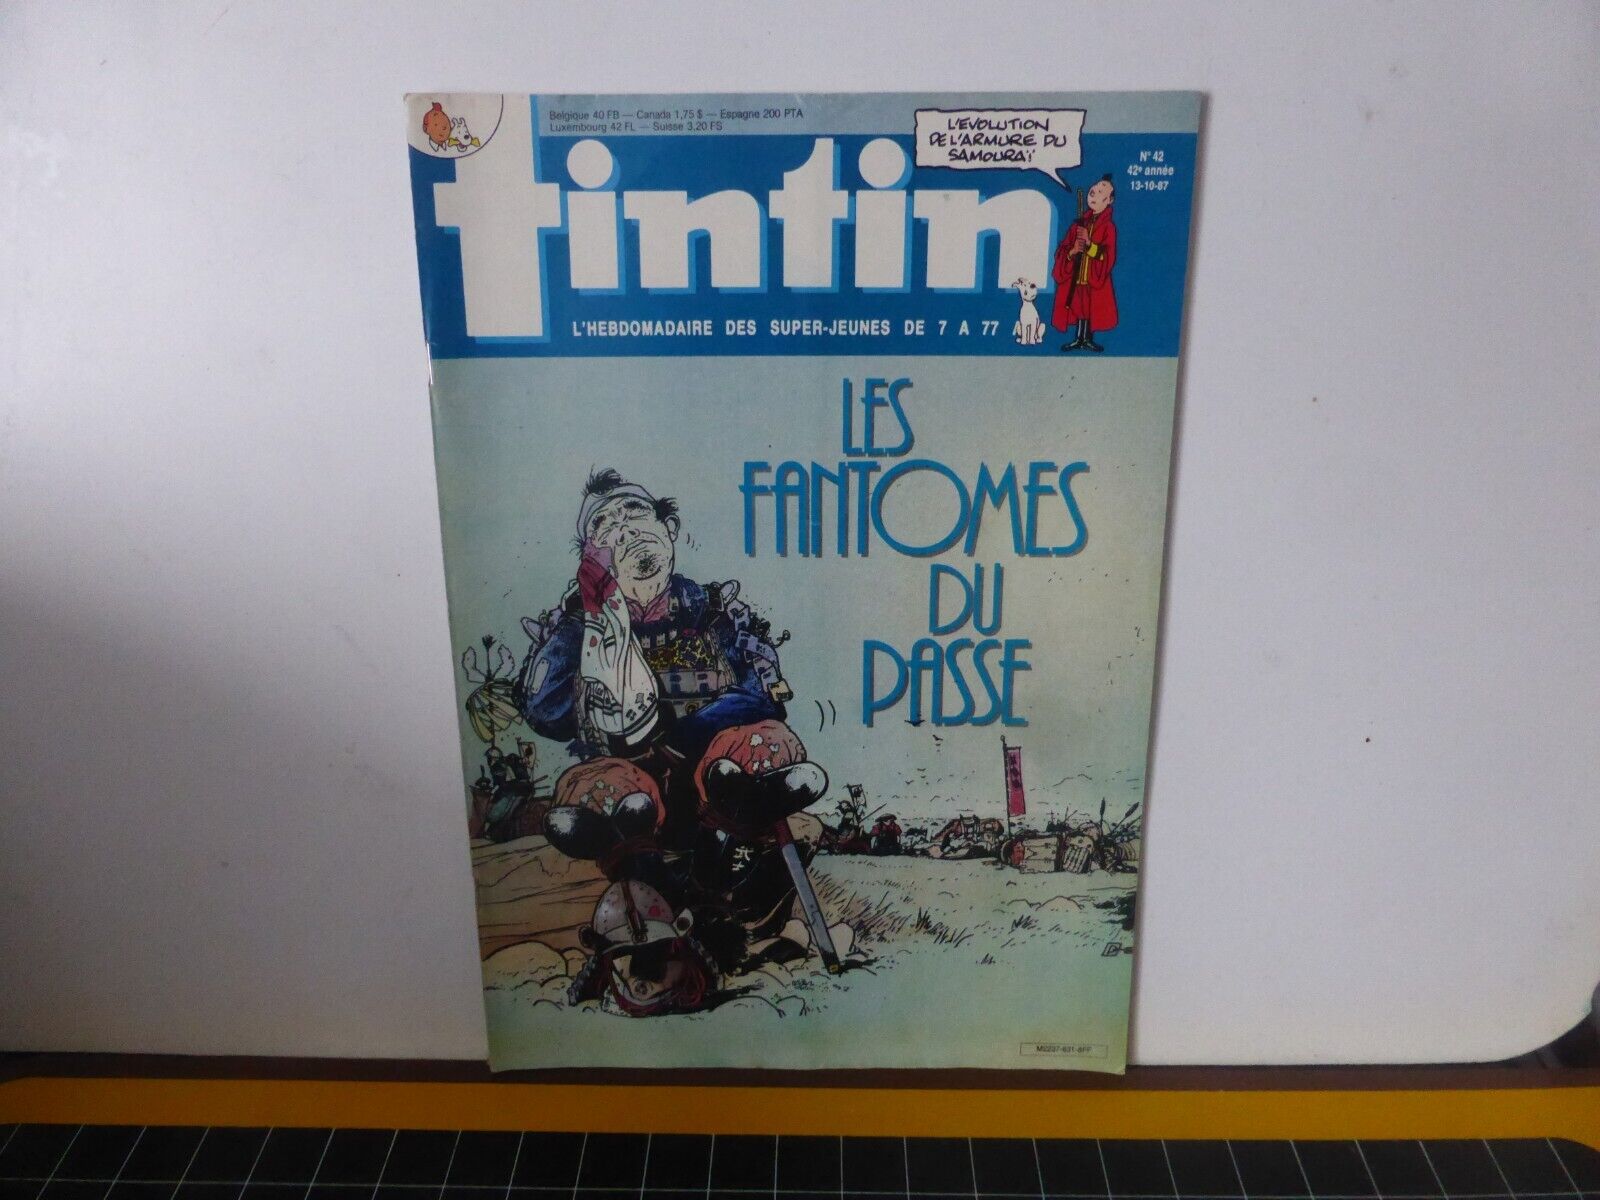 Belgique 40 FB — Canada 1,75 $ — Espagne 200 PTA
Luxembourg 42 FL — Suisse 3,20 FS
tintin
L'EVOLUTION
DE L'ARMURE DU
SAMOURAÏ
N° 42
42e année
13-10-87
L'HEBDOMADAIRE DES SUPER-JEUNES DE 7 A 77
LES
FANTOMES
DU
PASSE
M2237-631-8FF